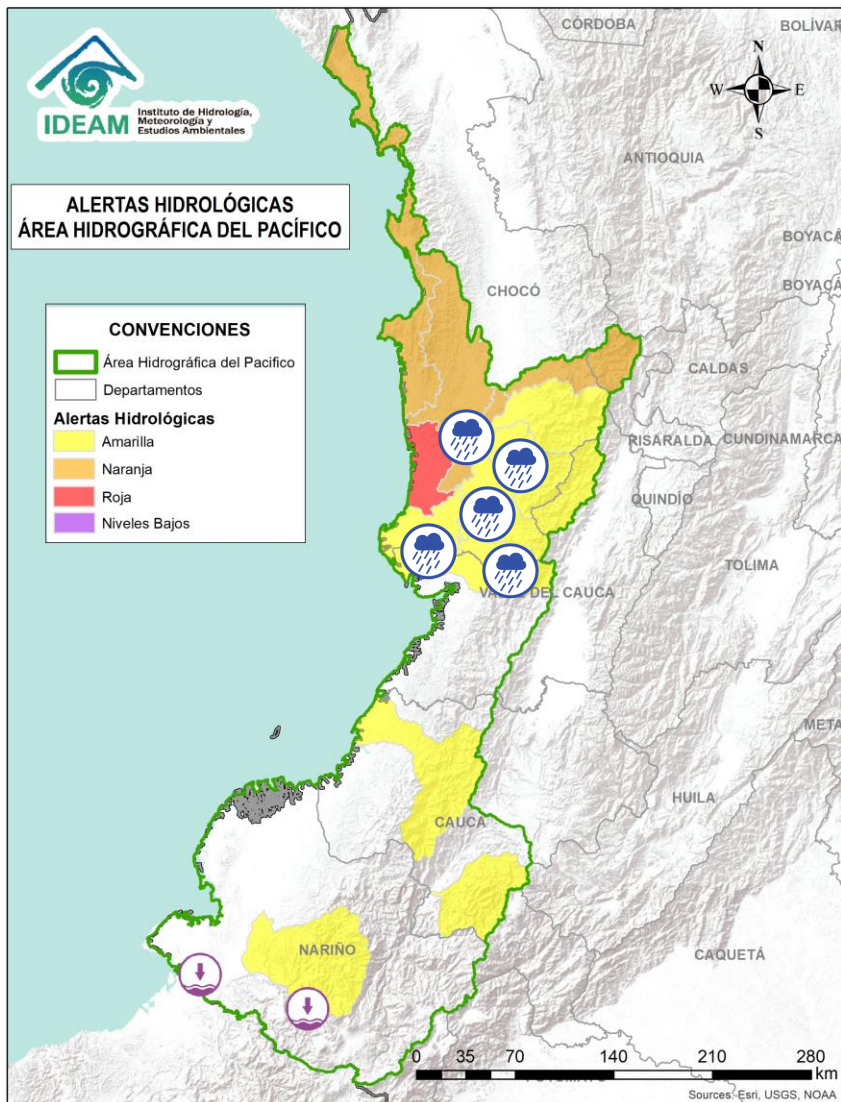 CÓRDOBA
BOLÍVAR
IDEAM
Instituto de Hidrología,
Meteorología y
Estudios Ambientales
N
W E
S
ANTIOQUIA
ALERTAS HIDROLÓGICAS
ÁREA HIDROGRÁFICA DEL PACÍFICO
BOYACÁ
BOYACÁ
CHOCÓ
CONVENCIONES
Área Hidrográfica del Pacifico
Departamentos
Alertas Hidrológicas
Amarilla
Naranja
Roja
Niveles Bajos
CALDAS
RISARALDA
CUNDINAMARCA
QUINDÍO
TOLIMA
VALLE DEL CAUCA
META
HUILA
CAUCA
NARIÑO
CAQUETÁ
0 35 70 140 210 280
km
Sources: Esri, USGS, NOAA